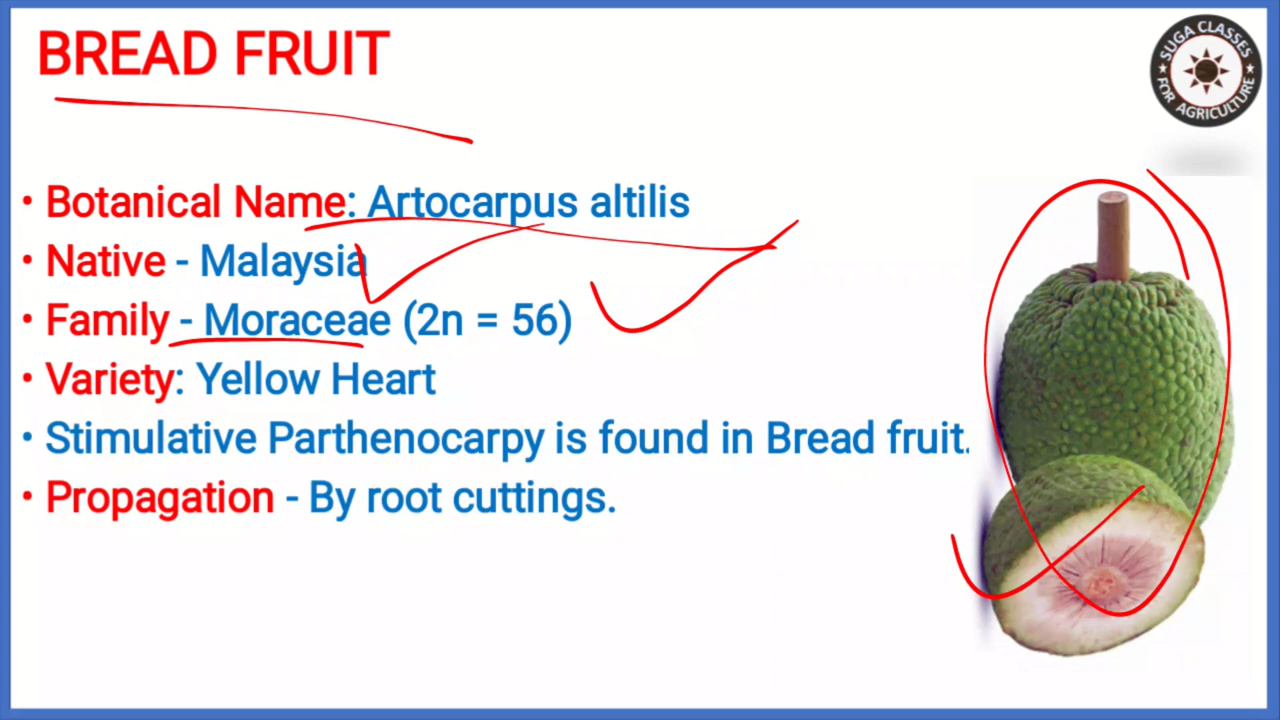 BREAD FRUIT
SUGA CLASSES
FOR AGRICULTURE
• Botanical Name: Artocarpus altilis
• Native - Malaysia
• Family - Moraceae (2n = 56)
• Variety: Yellow Heart
• Stimulative Parthenocarpy is found in Bread fruit.
• Propagation - By root cuttings.